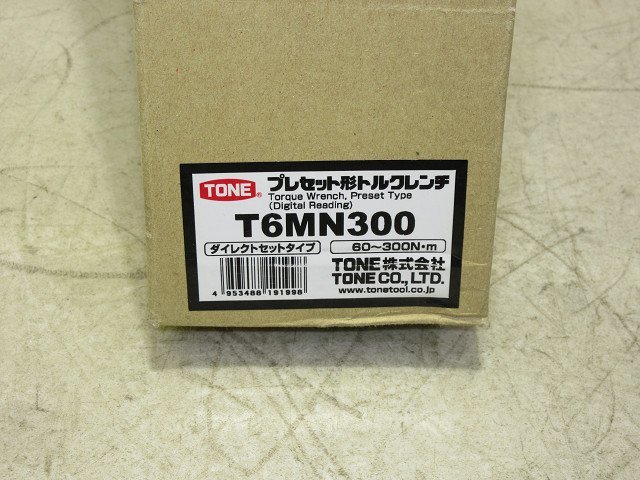 TONE® プレセット形トルクレンチ
Torque Wrench, Preset Type
(Digital Reading)
T6MN300
ダイレクトセットタイプ 60～300N・m
TONE株式会社
TONE CO., LTD.
www.tonetool.co.jp
4 953488 191998